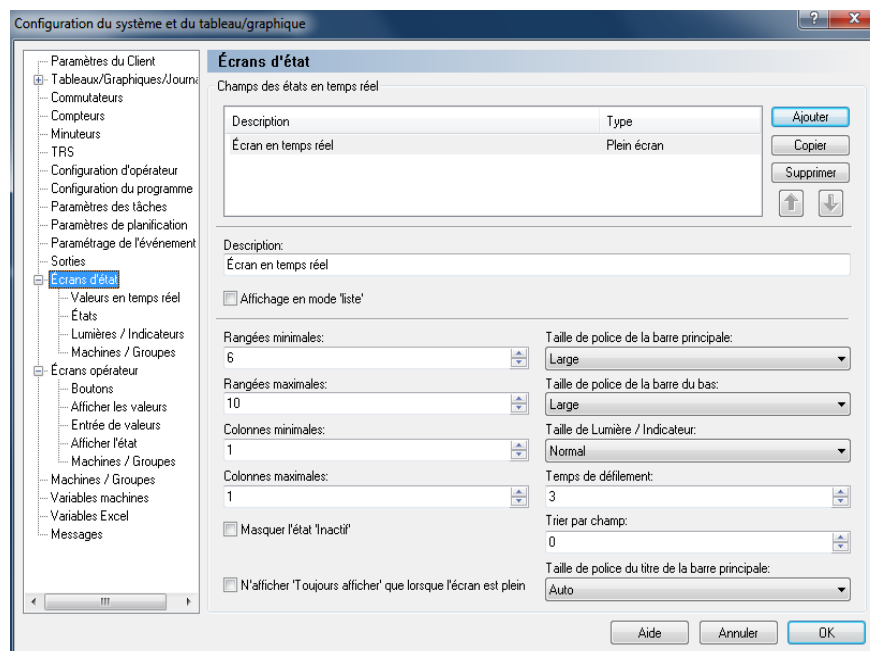 Configuration du système et du tableau/graphique
Paramètres du Client
Tableaux/Graphiques/Journa
Commutateurs
Compteurs
Minuteurs
TRS
Configuration d'opérateur
Configuration du programme
Paramètres des tâches
Paramètres de planification
Paramétrage de l'événement
Sorties
Écrans d'état
Valeurs en temps réel
États
Lumières / Indicateurs
Machines / Groupes
Écrans opérateur
Boutons
Afficher les valeurs
Entrée de valeurs
Afficher l'état
Machines / Groupes
Machines / Groupes
Variables machines
Variables Excel
Messages
Écrans d'état
Champs des états en temps réel
Description Type
Écran en temps réel Plein écran
Ajouter
Copier
Supprimer
Description:
Écran en temps réel
Affichage en mode 'liste'
Rangées minimales:
6
Rangées maximales:
10
Colonnes minimales:
1
Colonnes maximales:
1
Masquer l'état 'Inactif'
N'afficher 'Toujours afficher' que lorsque l'écran est plein
Taille de police de la barre principale:
Large
Taille de police de la barre du bas:
Large
Taille de Lumière / Indicateur:
Normal
Temps de défilement:
3
Trier par champ:
0
Taille de police du titre de la barre principale:
Auto
Aide
Annuler
OK